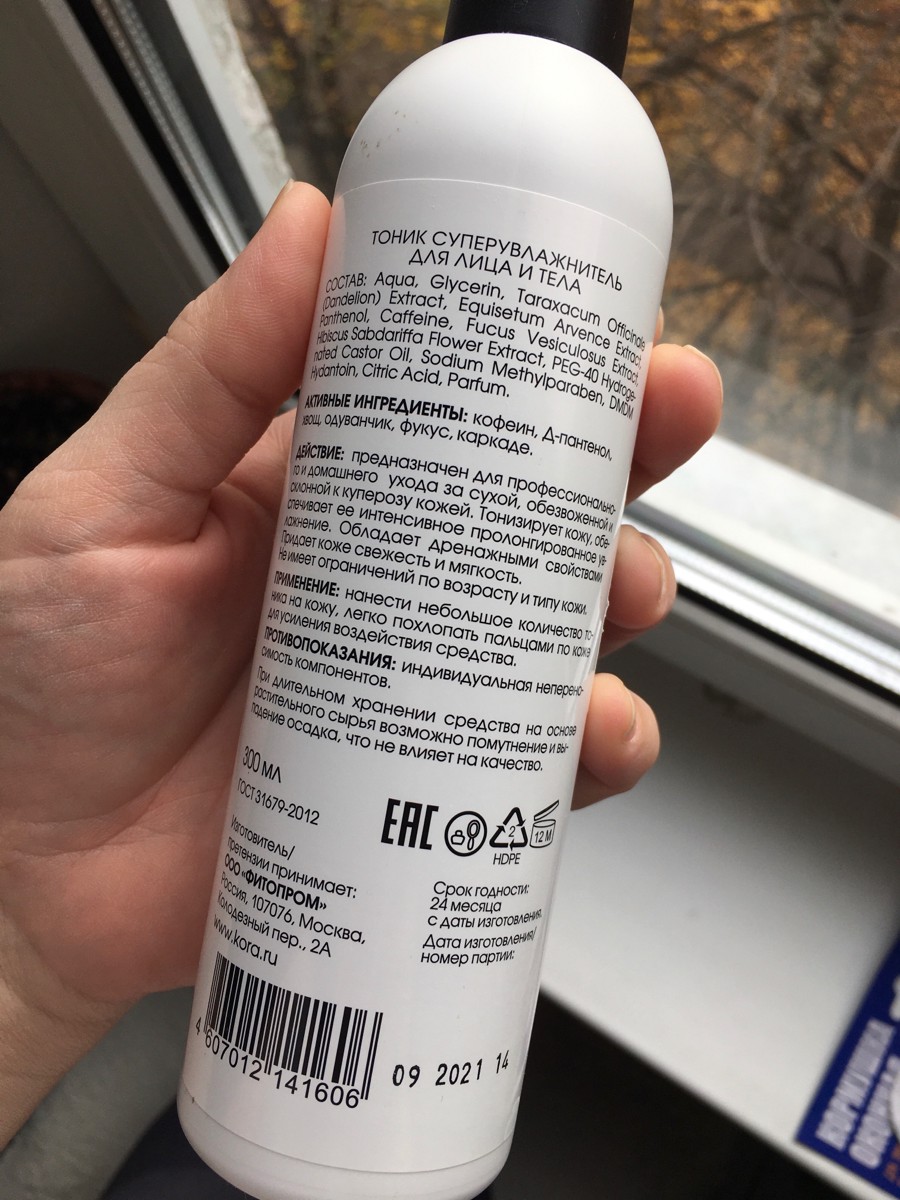 ТОНИК СУПЕРУВЛАЖНИТЕЛЬ
ДЛЯ ЛИЦА И ТЕЛА
СОСТАВ: Aqua, Glycerin, Taraxacum Officinale
(Dandelion) Extract, Equisetum Arvence Extract,
Panthenol, Caffeine, Fucus Vesiculosus Extract,
Hibiscus Sabdariffa Flower Extract, PEG-40 Hydroge-
nated Castor Oil, Sodium Methylparaben, DMDM
Hydantoin, Citric Acid, Parfum.
АКТИВНЫЕ ИНГРЕДИЕНТЫ: кофеин, Д-пантенол,
хвощ, одуванчик, фукус, каркаде.
ДЕЙСТВИЕ: предназначен для профессионально-
го и домашнего ухода за сухой, обезвоженной и
склонной к куперозу кожей. Тонизирует кожу, обе-
спечивает ее интенсивное пролонгированное ув-
лажнение. Обладает дренажными свойствами
Придает коже свежесть и мягкость.
Не имеет ограничений по возрасту и типу кожи.
ПРИМЕНЕНИЕ: нанести небольшое количество то-
ника на кожу, легко похлопать пальцами по коже
для усиления воздействия средства.
ПРОТИВОПОКАЗАНИЯ: индивидуальная неперено-
симость компонентов.
При длительном хранении средства на основе
растительного сырья возможно помутнение и вы-
падение осадка, что не влияет на качество.
300 МЛ
ГОСТ 31679-2012
EAC
2
HDPE
12 M
Изготовитель/
претензии принимает:
ООО «ФИТОПРОМ»
Россия, 107076, Москва,
Колодезный пер., 2А
www.kora.ru
Срок годности:
24 месяца
с даты изготовления.
Дата изготовления/
номер партии:
4 607012 141606
09 2021 14
КОРМУШКА